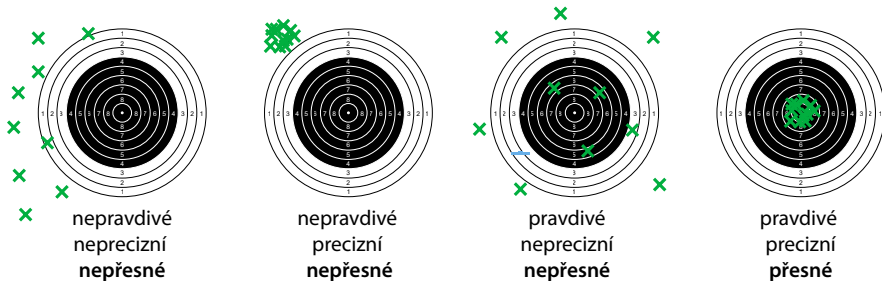 nepravdivé
neprecizní
nepřesné
nepravdivé
precizní
nepřesné
pravdivé
neprecizní
nepřesné
pravdivé
precizní
přesné